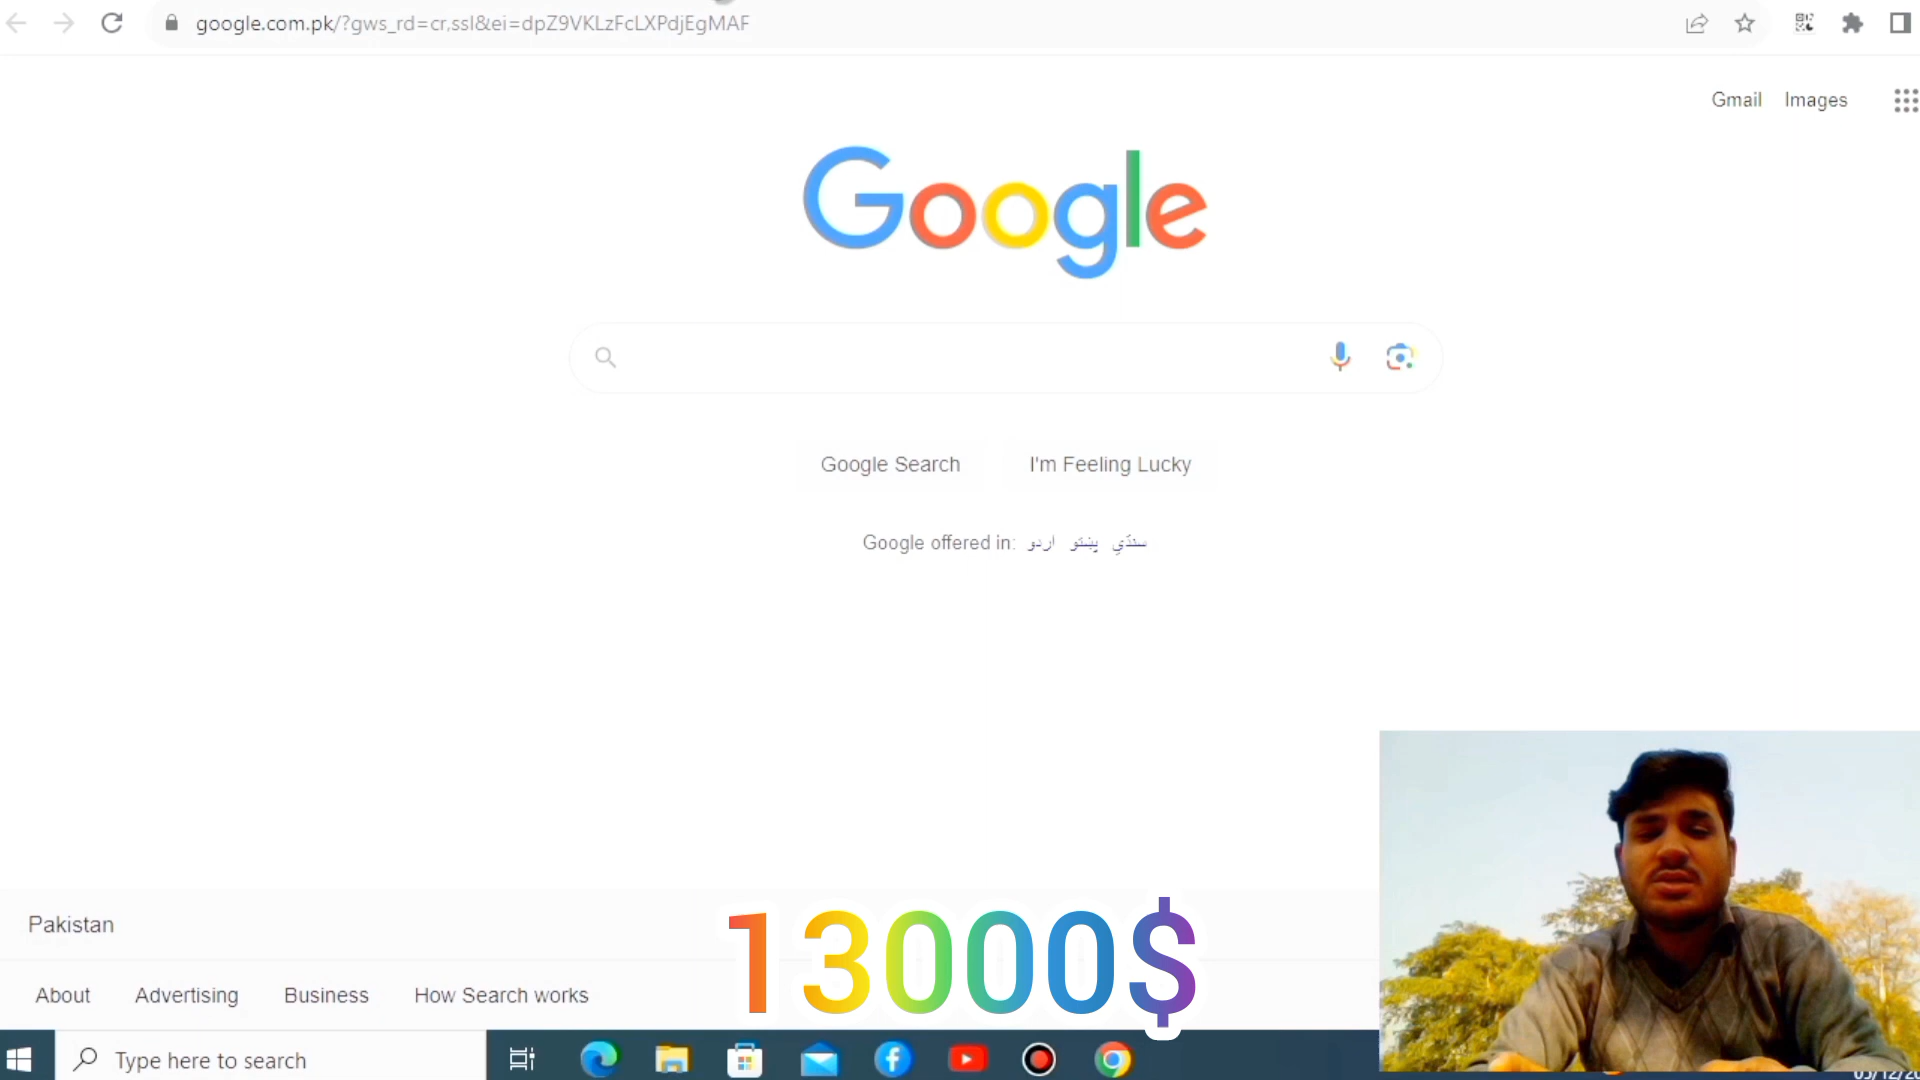 google.com.pk/?gws_rd=cr,ssl&ei=dpZ9VKLzFcLXPdjEgMAF
Gmail Images
Google
Google Search I'm Feeling Lucky
Google offered in: اردو پښتو سنڌي
Pakistan
13000$
About Advertising Business How Search works
Type here to search